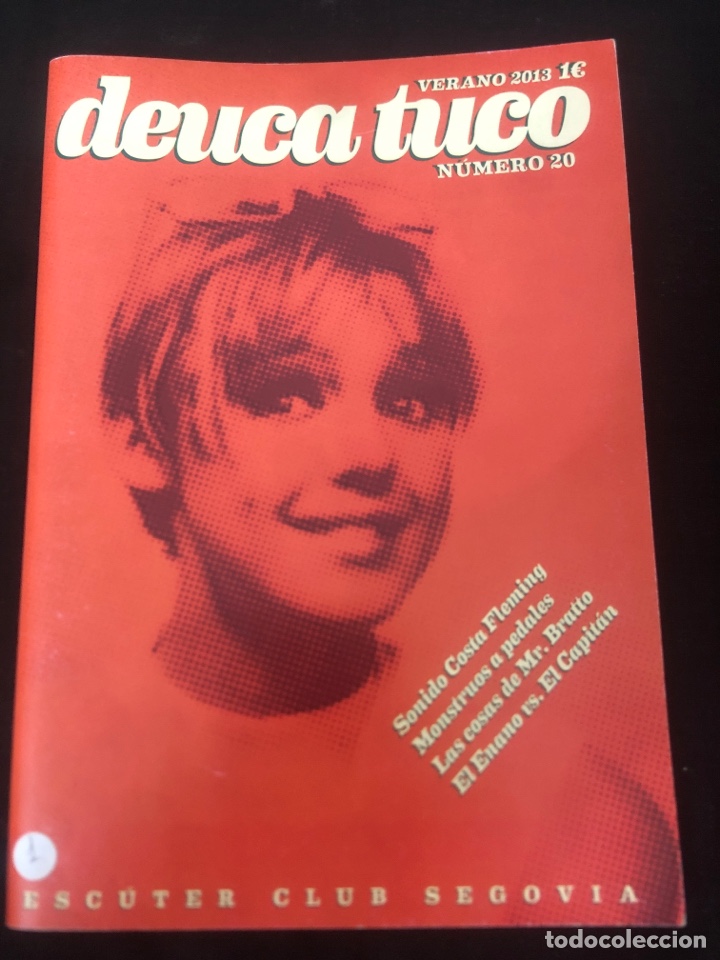 VERANO 2013 1€
deuca tuco
NÚMERO 20
Sonido Costa Fleming
Monstruos a pedales
Las cosas de Mr. Bratto
El Enano vs. El Capitán
1
ESCÚTER CLUB SEGOVIA
todocoleccion